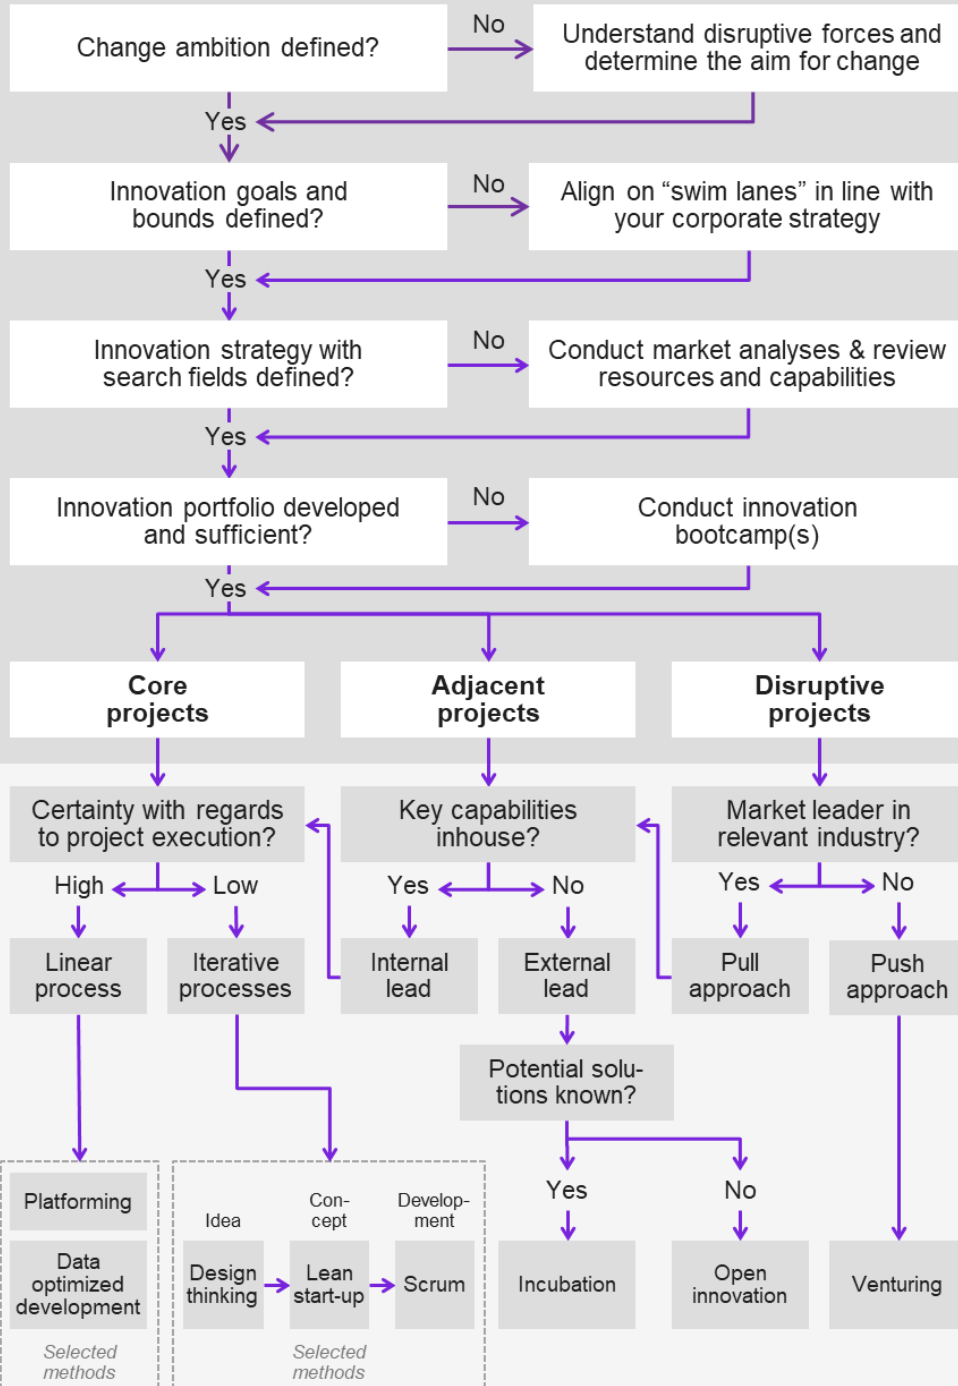 Change ambition defined?
No
Understand disruptive forces and
determine the aim for change
Yes
Innovation goals and
bounds defined?
No
Align on “swim lanes” in line with
your corporate strategy
Yes
Innovation strategy with
search fields defined?
No
Conduct market analyses & review
resources and capabilities
Yes
Innovation portfolio developed
and sufficient?
No
Conduct innovation
bootcamp(s)
Yes
Core
projects
Adjacent
projects
Disruptive
projects
Certainty with regards
to project execution?
Key capabilities
inhouse?
Market leader in
relevant industry?
High
Low
Yes
No
Yes
No
Linear
process
Iterative
processes
Internal
lead
External
lead
Pull
approach
Push
approach
Potential solu-
tions known?
Yes
No
Platforming
Data
optimized
development
Selected
methods
Idea
Con-
cept
Develop-
ment
Design
thinking
Lean
start-up
Scrum
Selected
methods
Incubation
Open
innovation
Venturing